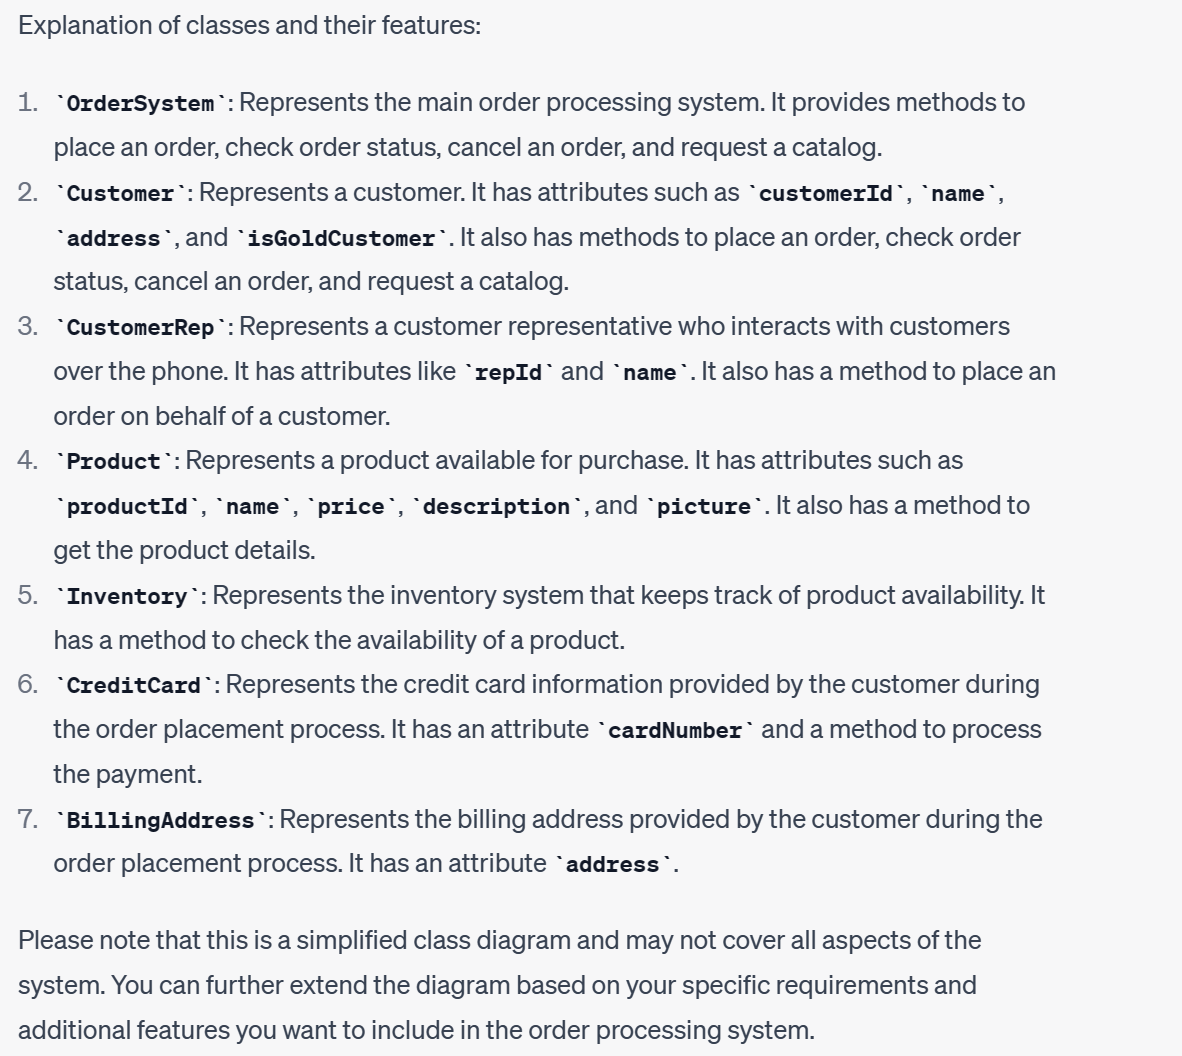 Explanation of classes and their features:
1. `OrderSystem`: Represents the main order processing system. It provides methods to
place an order, check order status, cancel an order, and request a catalog.
2. `Customer`: Represents a customer. It has attributes such as `customerId`, `name`,
`address`, and `isGoldCustomer`. It also has methods to place an order, check order
status, cancel an order, and request a catalog.
3. `CustomerRep`: Represents a customer representative who interacts with customers
over the phone. It has attributes like `repId` and `name`. It also has a method to place an
order on behalf of a customer.
4. `Product`: Represents a product available for purchase. It has attributes such as
`productId`, `name`, `price`, `description`, and `picture`. It also has a method to
get the product details.
5. `Inventory`: Represents the inventory system that keeps track of product availability. It
has a method to check the availability of a product.
6. `CreditCard`: Represents the credit card information provided by the customer during
the order placement process. It has an attribute `cardNumber` and a method to process
the payment.
7. `BillingAddress`: Represents the billing address provided by the customer during the
order placement process. It has an attribute `address`.
Please note that this is a simplified class diagram and may not cover all aspects of the
system. You can further extend the diagram based on your specific requirements and
additional features you want to include in the order processing system.